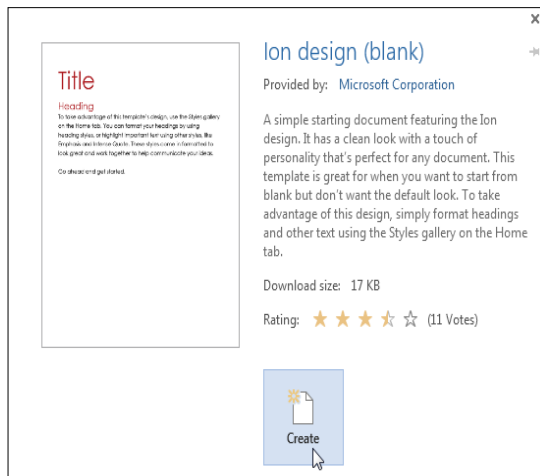 Title
Heading
To take advantage of this template's design, use the Styles gallery
on the Home tab. You can format your headings by using
heading styles, or highlight important text using other styles, like
Emphasis and Intense Quote. These styles come in formatted to
look great and work together to help communicate your ideas.
Go ahead and get started.
Ion design (blank)
Provided by: Microsoft Corporation
A simple starting document featuring the Ion
design. It has a clean look with a touch of
personality that's perfect for any document. This
template is great for when you want to start from
blank but don't want the default look. To take
advantage of this design, simply format headings
and other text using the Styles gallery on the Home
tab.
Download size: 17 KB
Rating: (11 Votes)
Create